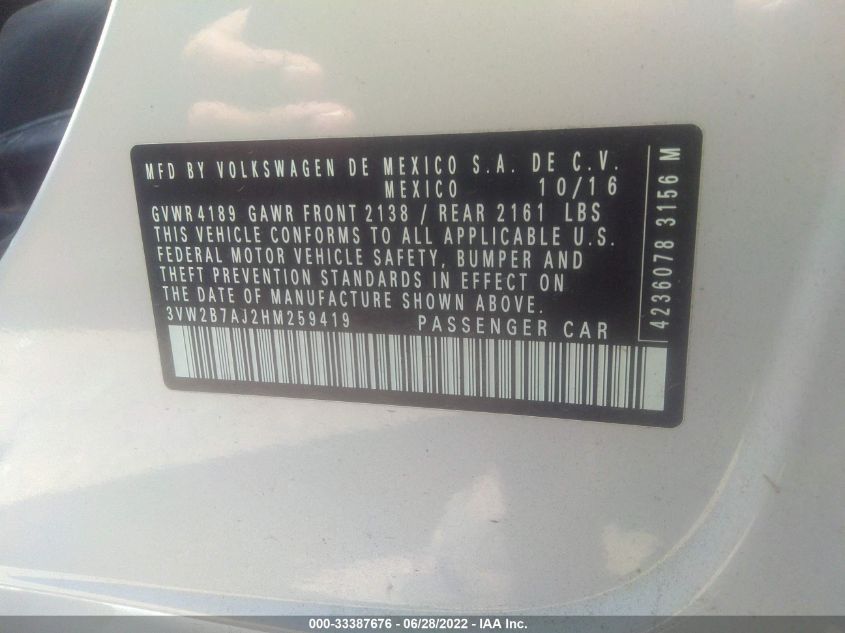 MFD BY VOLKSWAGEN DE MEXICO S.A. DE C.V.
MEXICO 10/16
GVWR 4189 GAWR FRONT 2138 / REAR 2161 LBS
THIS VEHICLE CONFORMS TO ALL APPLICABLE U.S.
FEDERAL MOTOR VEHICLE SAFETY, BUMPER AND
THEFT PREVENTION STANDARDS IN EFFECT ON
THE DATE OF MANUFACTURE SHOWN ABOVE.
3VW2B7AJ2HM259419 PASSENGER CAR
4236078 3156 M
000-33387676 - 06/28/2022 - IAA Inc.